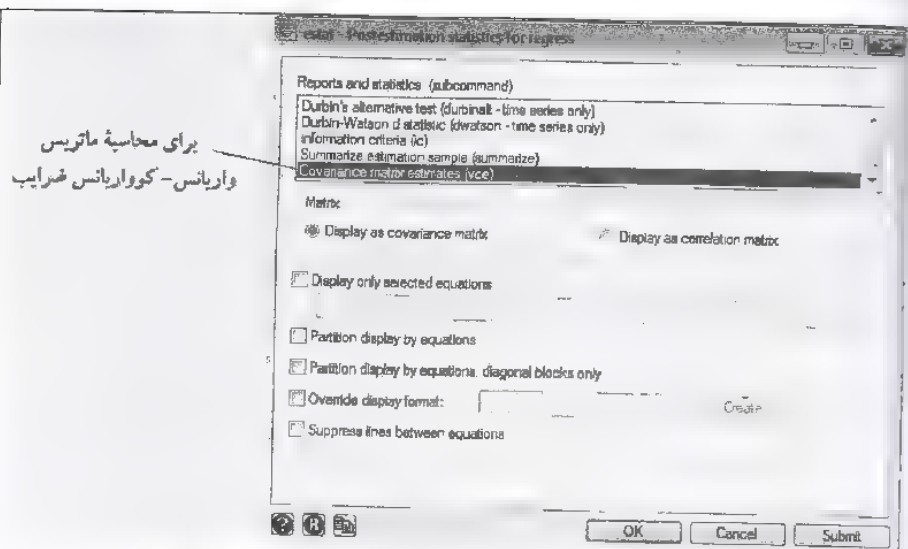 estat - Postestimation statistics for regress
Reports and statistics (subcommand)
Durbin's alternative test (durbinalt - time series only)
Durbin-Watson d statistic (dwatson - time series only)
Information criteria (ic)
Summarize estimation sample (summarize)
Covariance matrix estimates (vce)
برای محاسبهٔ ماتریس
واریانس- کوواریانس ضرایب
Matrix
Display as covariance matrix
Display as correlation matrix
Display only selected equations
Partition display by equations
Partition display by equations, diagonal blocks only
Override display format:
Create
Suppress lines between equations
? R
OK
Cancel
Submit